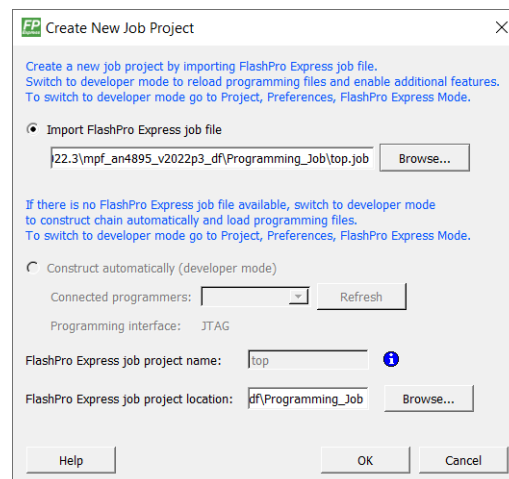 FP
Create New Job Project
Create a new job project by importing FlashPro Express job file.
Switch to developer mode to reload programming files and enable additional features.
To switch to developer mode go to Project, Preferences, FlashPro Express Mode.
Import FlashPro Express job file
022.3\mpf_an4895_v2022p3_df\Programming_Job\top.job Browse...
If there is no FlashPro Express job file available, switch to developer mode
to construct chain automatically and load programming files.
To switch to developer mode go to Project, Preferences, FlashPro Express Mode.
Construct automatically (developer mode)
Connected programmers: Refresh
Programming interface: JTAG
FlashPro Express job project name: top
FlashPro Express job project location: df\Programming_Job Browse...
Help OK Cancel